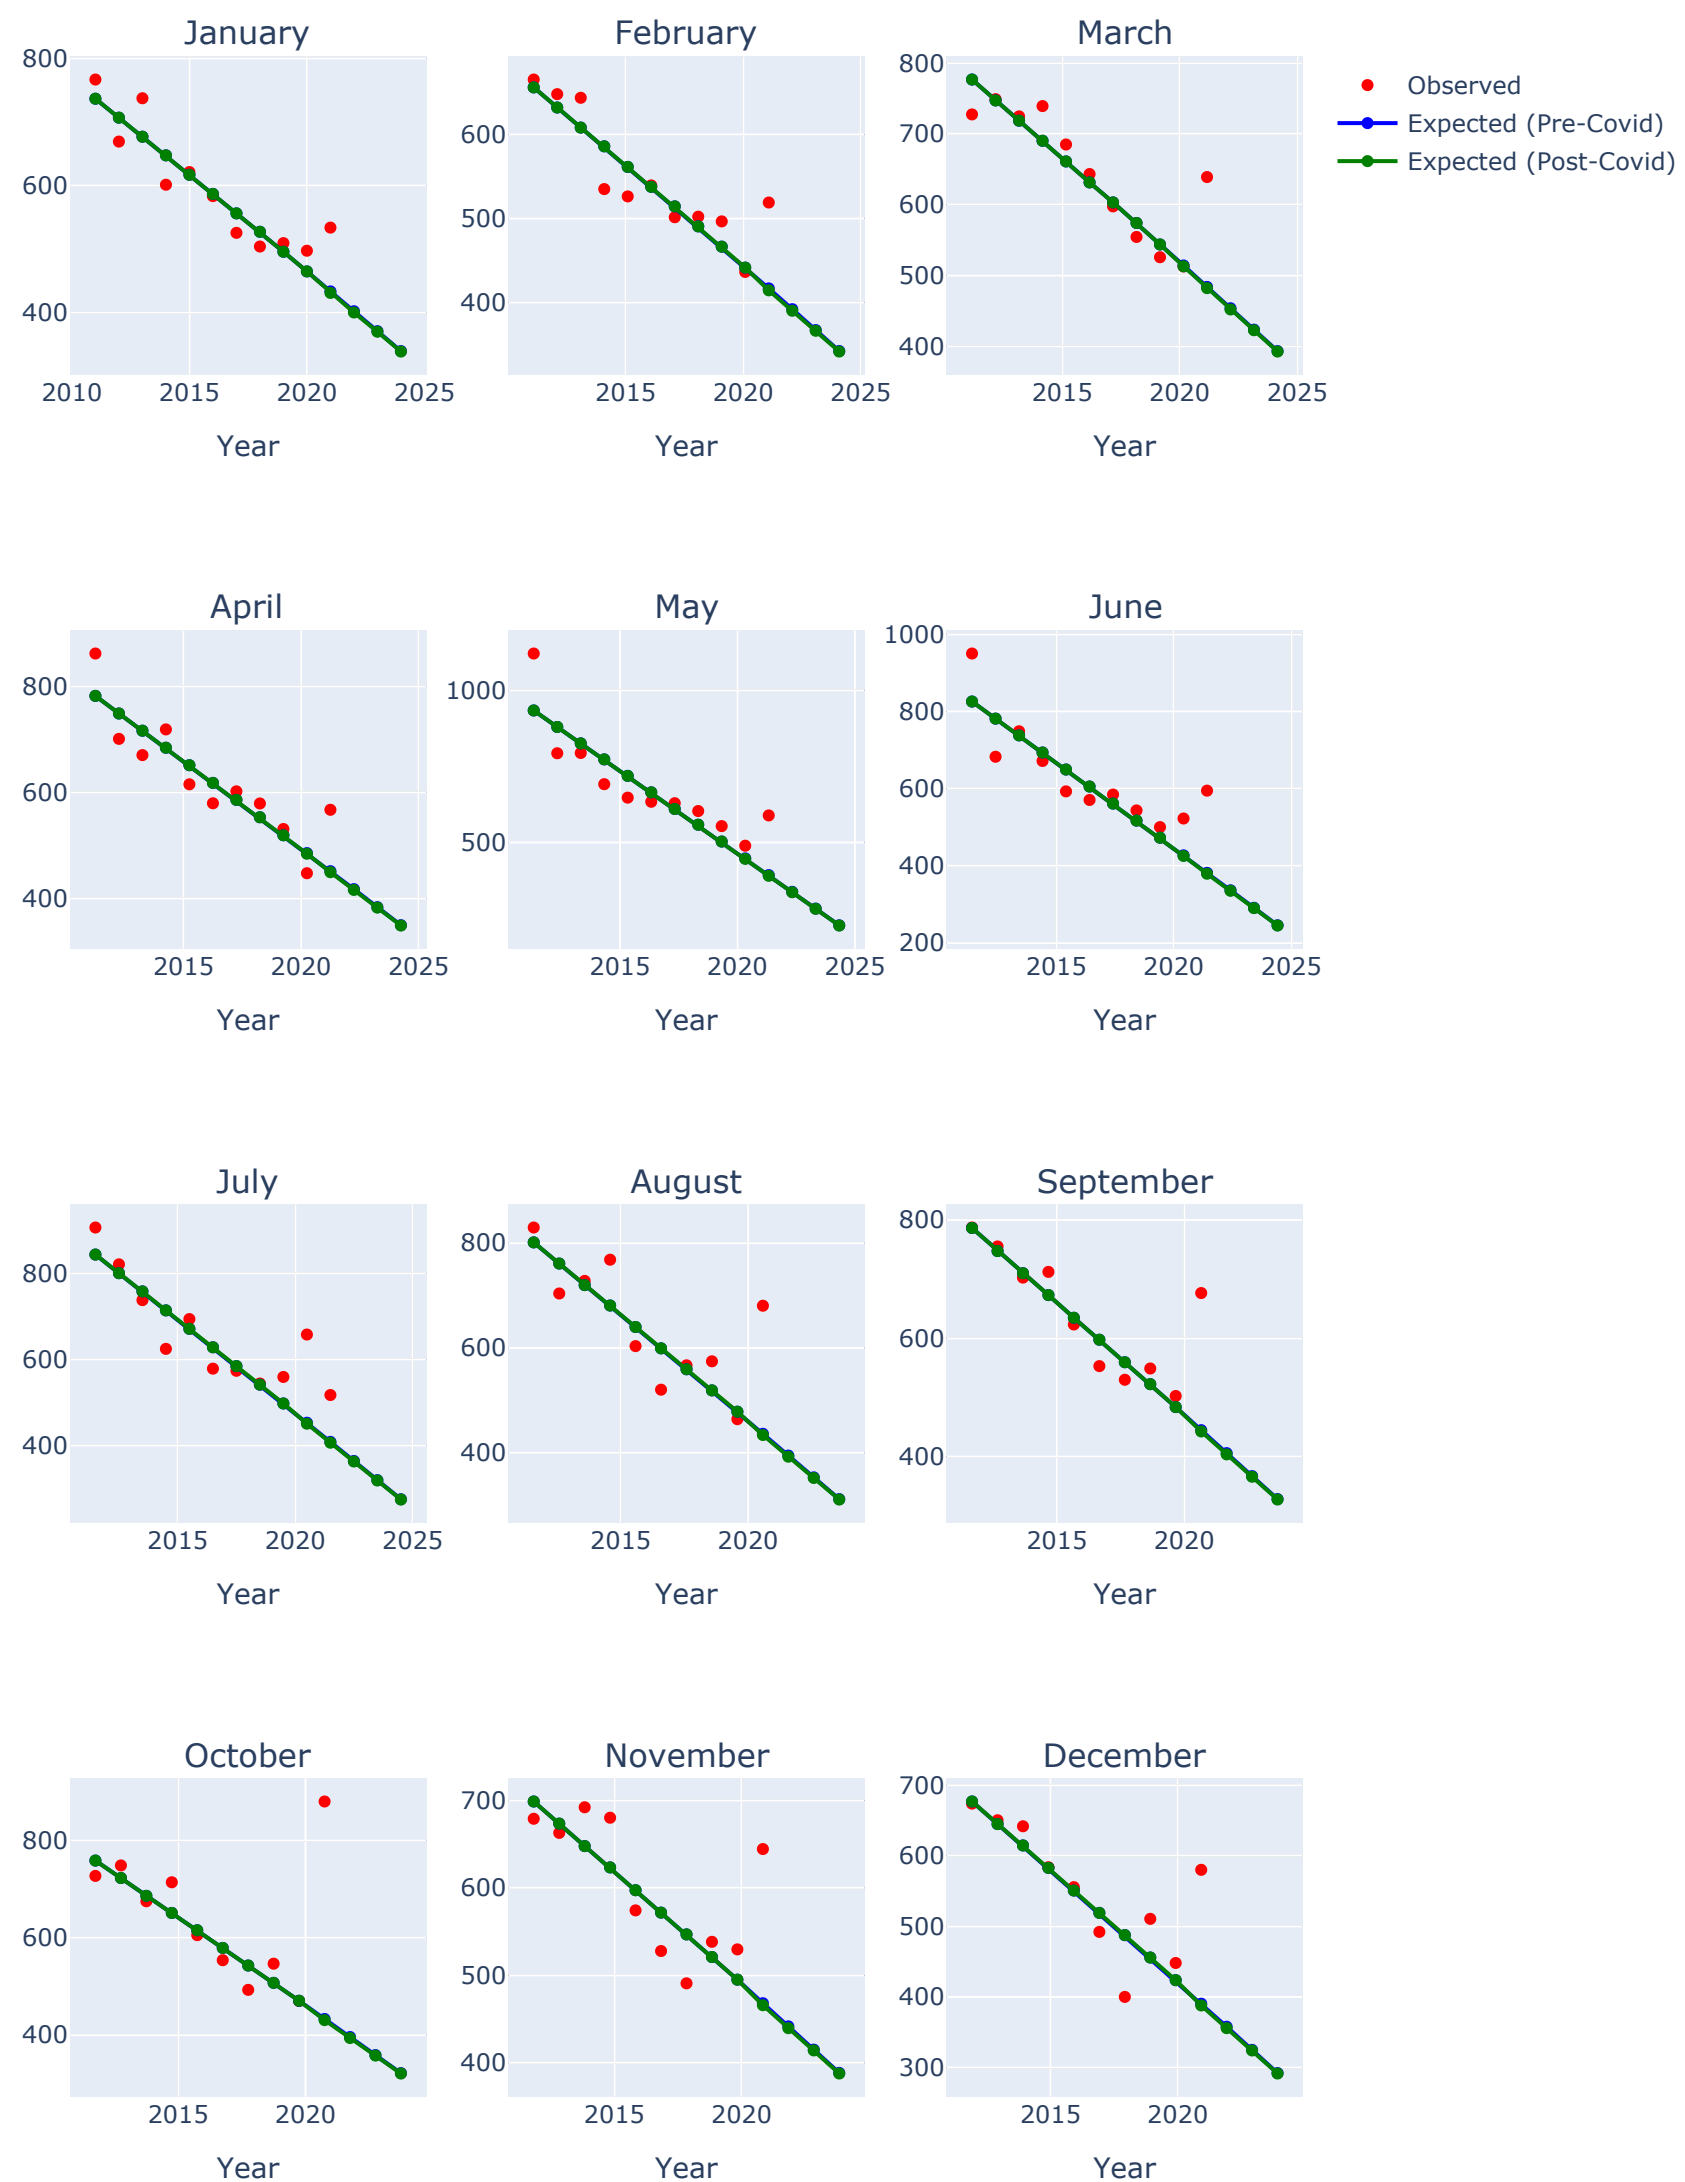 January
February
March
800
600
400
2010 2015 2020 2025
Year
600
500
400
2015 2020 2025
Year
800
700
600
500
400
2015 2020 2025
Year
Observed
Expected (Pre-Covid)
Expected (Post-Covid)
April
May
June
800
600
400
2015 2020 2025
Year
1000
500
2015 2020 2025
Year
1000
800
600
400
200
2015 2020 2025
Year
July
August
September
800
600
400
2015 2020 2025
Year
800
600
400
2015 2020
Year
800
600
400
2015 2020
Year
October
November
December
800
600
400
2015 2020
Year
700
600
500
400
2015 2020
Year
700
600
500
400
300
2015 2020
Year